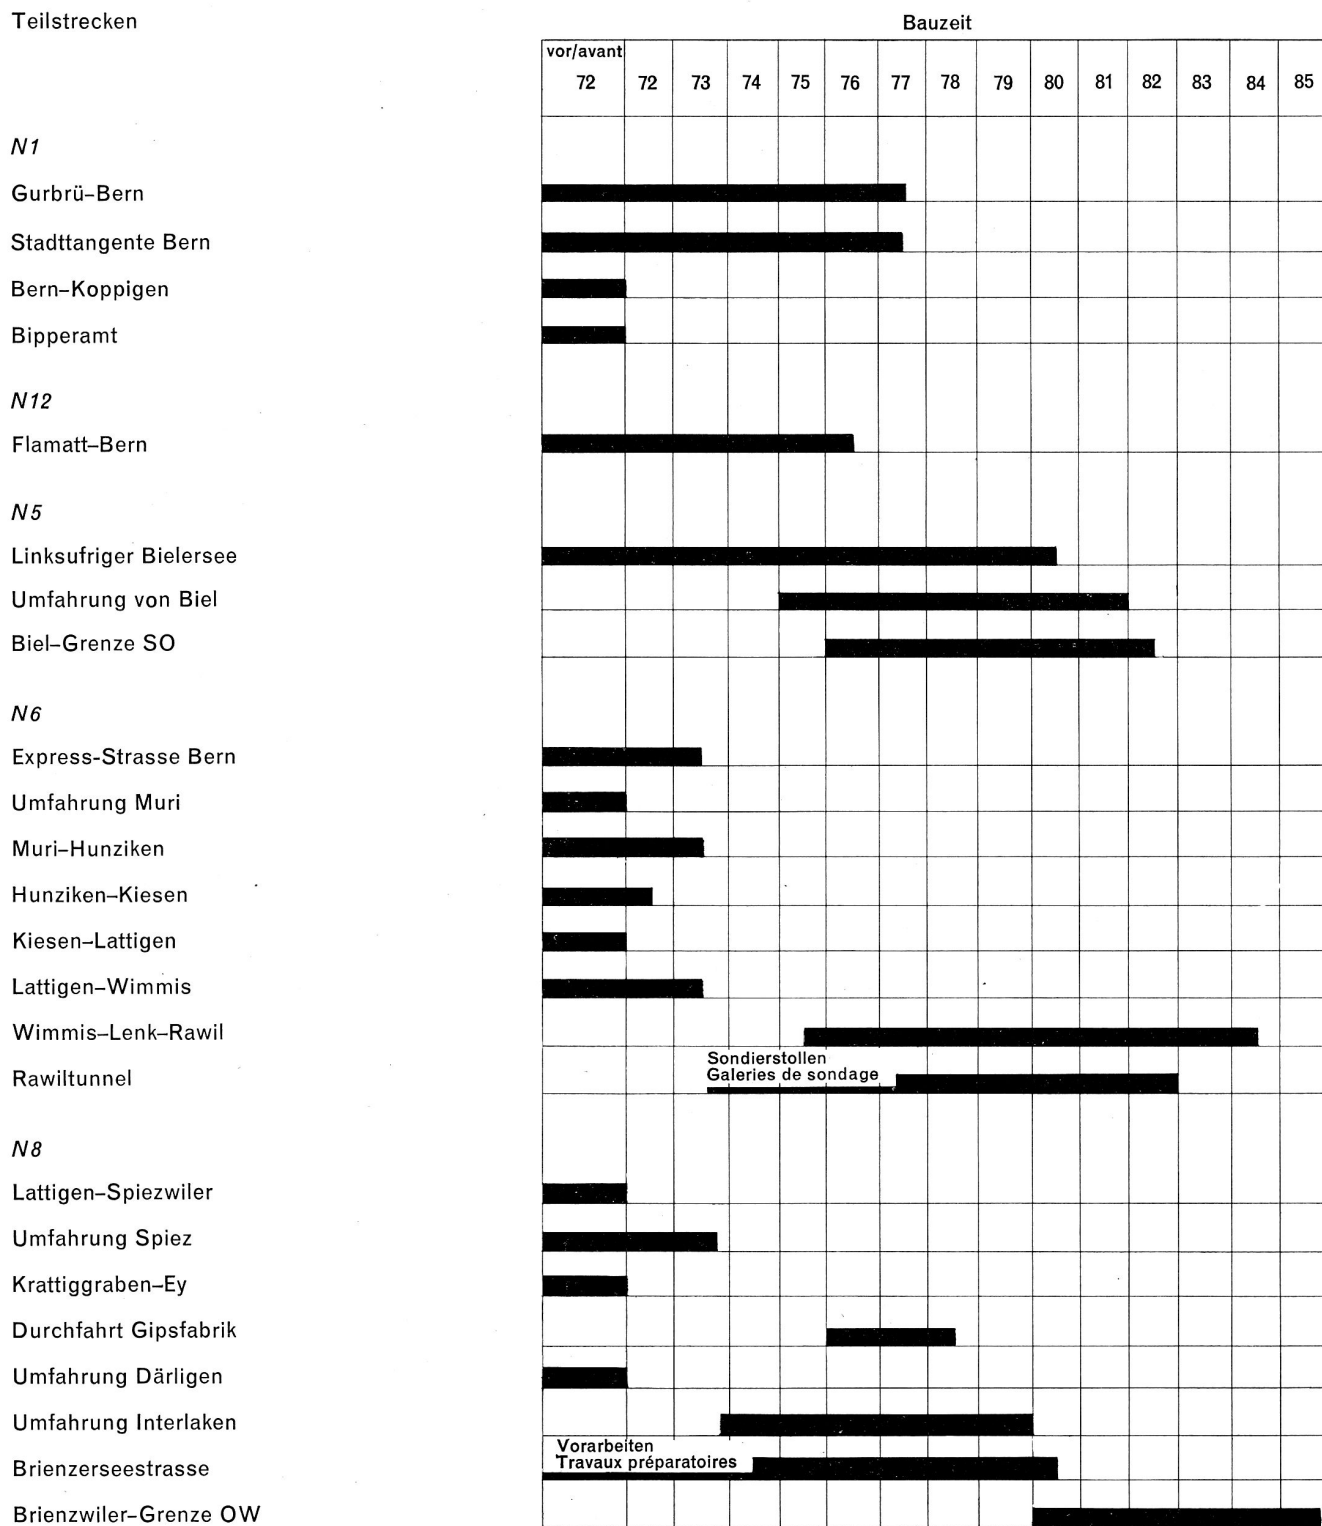 Teilstrecken
Bauzeit
vor/avant
72 72 73 74 75 76 77 78 79 80 81 82 83 84 85
N1
Gurbrü–Bern
Stadttangente Bern
Bern–Koppigen
Bipperamt
N12
Flamatt–Bern
N5
Linksufriger Bielersee
Umfahrung von Biel
Biel–Grenze SO
N6
Express-Strasse Bern
Umfahrung Muri
Muri–Hunziken
Hunziken–Kiesen
Kiesen–Lattigen
Lattigen–Wimmis
Wimmis–Lenk–Rawil
Sondierstollen
Rawiltunnel Galeries de sondage
N8
Lattigen–Spiezwiler
Umfahrung Spiez
Krattiggraben–Ey
Durchfahrt Gipsfabrik
Umfahrung Därligen
Umfahrung Interlaken
Vorarbeiten
Brienzerseestrasse Travaux préparatoires
Brienzwiler–Grenze OW